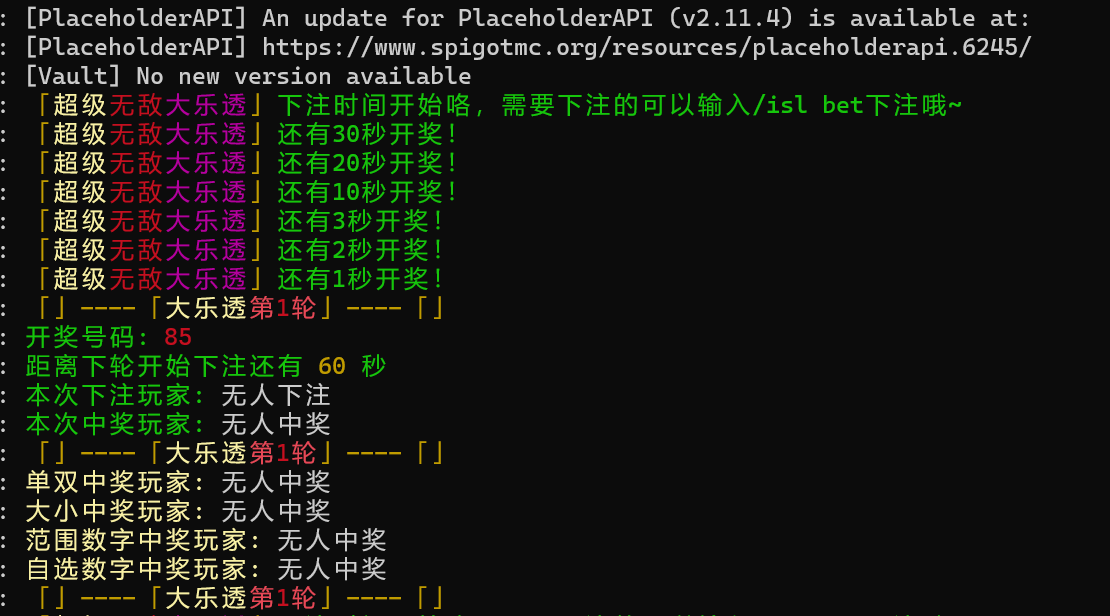 : [PlaceholderAPI] An update for PlaceholderAPI (v2.11.4) is available at:
: [PlaceholderAPI] https://www.spigotmc.org/resources/placeholderapi.6245/
: [Vault] No new version available
: 「超级无敌大乐透」下注时间开始咯，需要下注的可以输入/isl bet下注哦~
: 「超级无敌大乐透」还有30秒开奖！
: 「超级无敌大乐透」还有20秒开奖！
: 「超级无敌大乐透」还有10秒开奖！
: 「超级无敌大乐透」还有3秒开奖！
: 「超级无敌大乐透」还有2秒开奖！
: 「超级无敌大乐透」还有1秒开奖！
: 「」----「大乐透第1轮」----「」
: 开奖号码: 85
: 距离下轮开始下注还有 60 秒
: 本次下注玩家: 无人下注
: 本次中奖玩家: 无人中奖
: 「」----「大乐透第1轮」----「」
: 单双中奖玩家: 无人中奖
: 大小中奖玩家: 无人中奖
: 范围数字中奖玩家: 无人中奖
: 自选数字中奖玩家: 无人中奖
: 「」----「大乐透第1轮」----「」